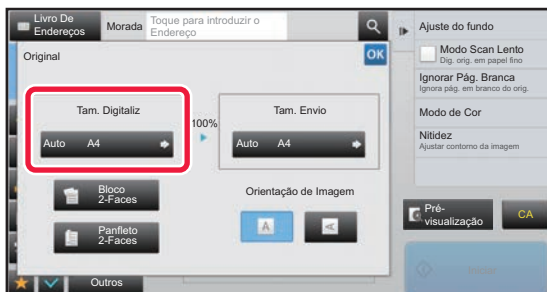 Livro De
Endereços
Morada
Toque para introduzir o
Endereço
Original
OK
Tam. Digitaliz
Auto A4
100%
Tam. Envio
Auto A4
Bloco
2-Faces
Panfleto
2-Faces
Orientação de Imagem
A
A
Outros
Ajuste do fundo
Modo Scan Lento
Dig. orig. em papel fino
Ignorar Pág. Branca
Ignora pág. em branco do orig.
Modo de Cor
Nitidez
Ajustar contorno da imagem
Pré-
visualização
CA